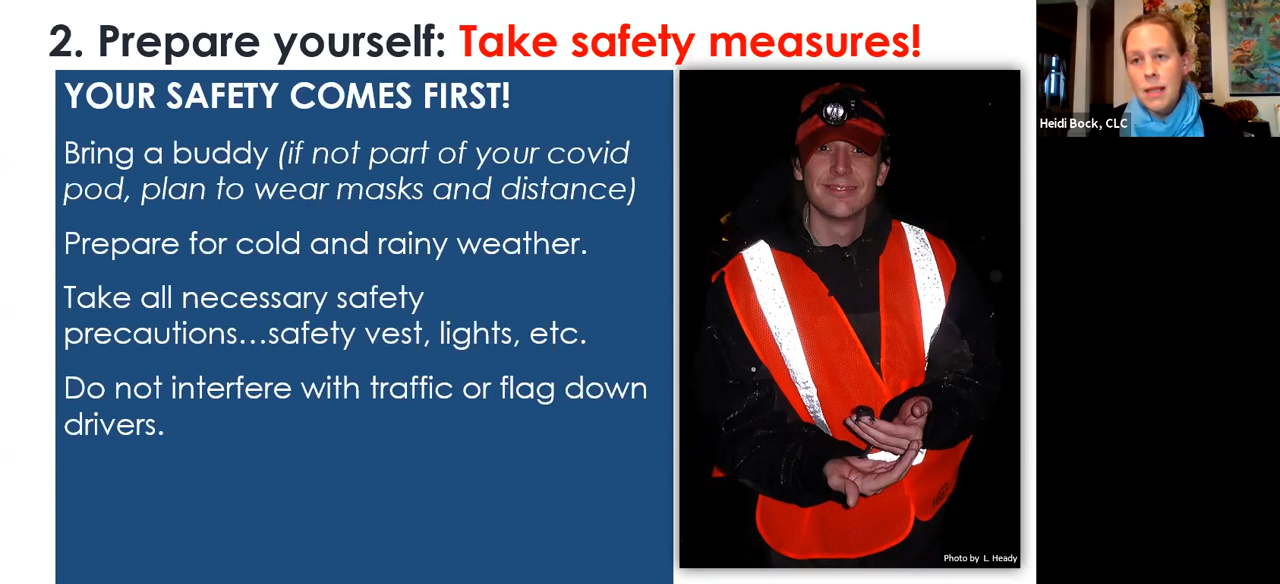 2. Prepare yourself: Take safety measures!
YOUR SAFETY COMES FIRST!
Bring a buddy (if not part of your covid
pod, plan to wear masks and distance)
Prepare for cold and rainy weather.
Take all necessary safety
precautions...safety vest, lights, etc.
Do not interfere with traffic or flag down
drivers.
Photo by L. Heady
Heidi Bock, CLC